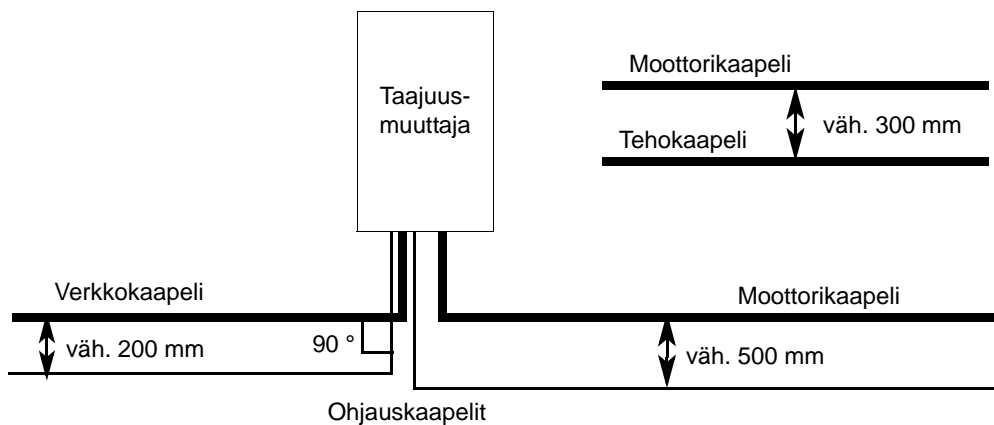 Taajuus-
muuttaja
Moottorikaapeli
väh. 300 mm
Tehokaapeli
Verkkokaapeli
väh. 200 mm
90 °
Moottorikaapeli
väh. 500 mm
Ohjauskaapelit